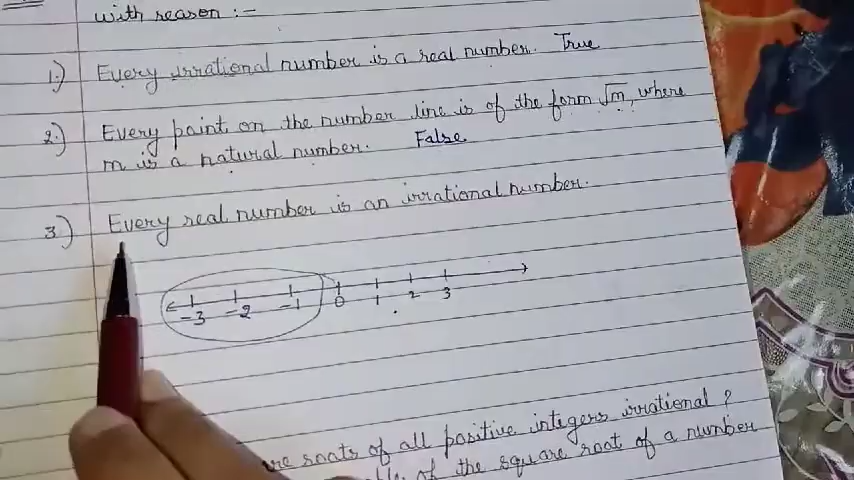 with reason :-
1.) Every irrational number is a real number. True
2.) Every point on the number line is of the form √m, where
m is a natural number. False
3.) Every real number is an irrational number.
-3 -2 -1 0 1 2 3
roots of all positive integers irrational ?
of the square root of a number